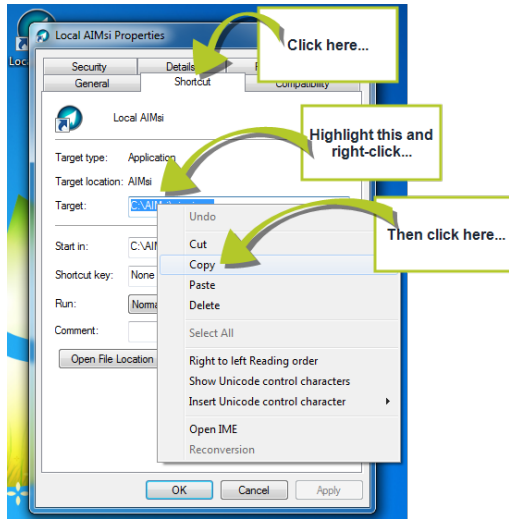 Local AIMsi Properties
Click here...
Security
Details
General
Shortcut
Compatibility
Local AIMsi
Highlight this and
right-click...
Target type: Application
Target location: AIMsi
Target:
Undo
Then click here...
Start in:
Cut
Copy
Shortcut key: None
Paste
Run:
Delete
Comment:
Select All
Open File Location
Right to left Reading order
Show Unicode control characters
Insert Unicode control character
Open IME
Reconversion
OK
Cancel
Apply